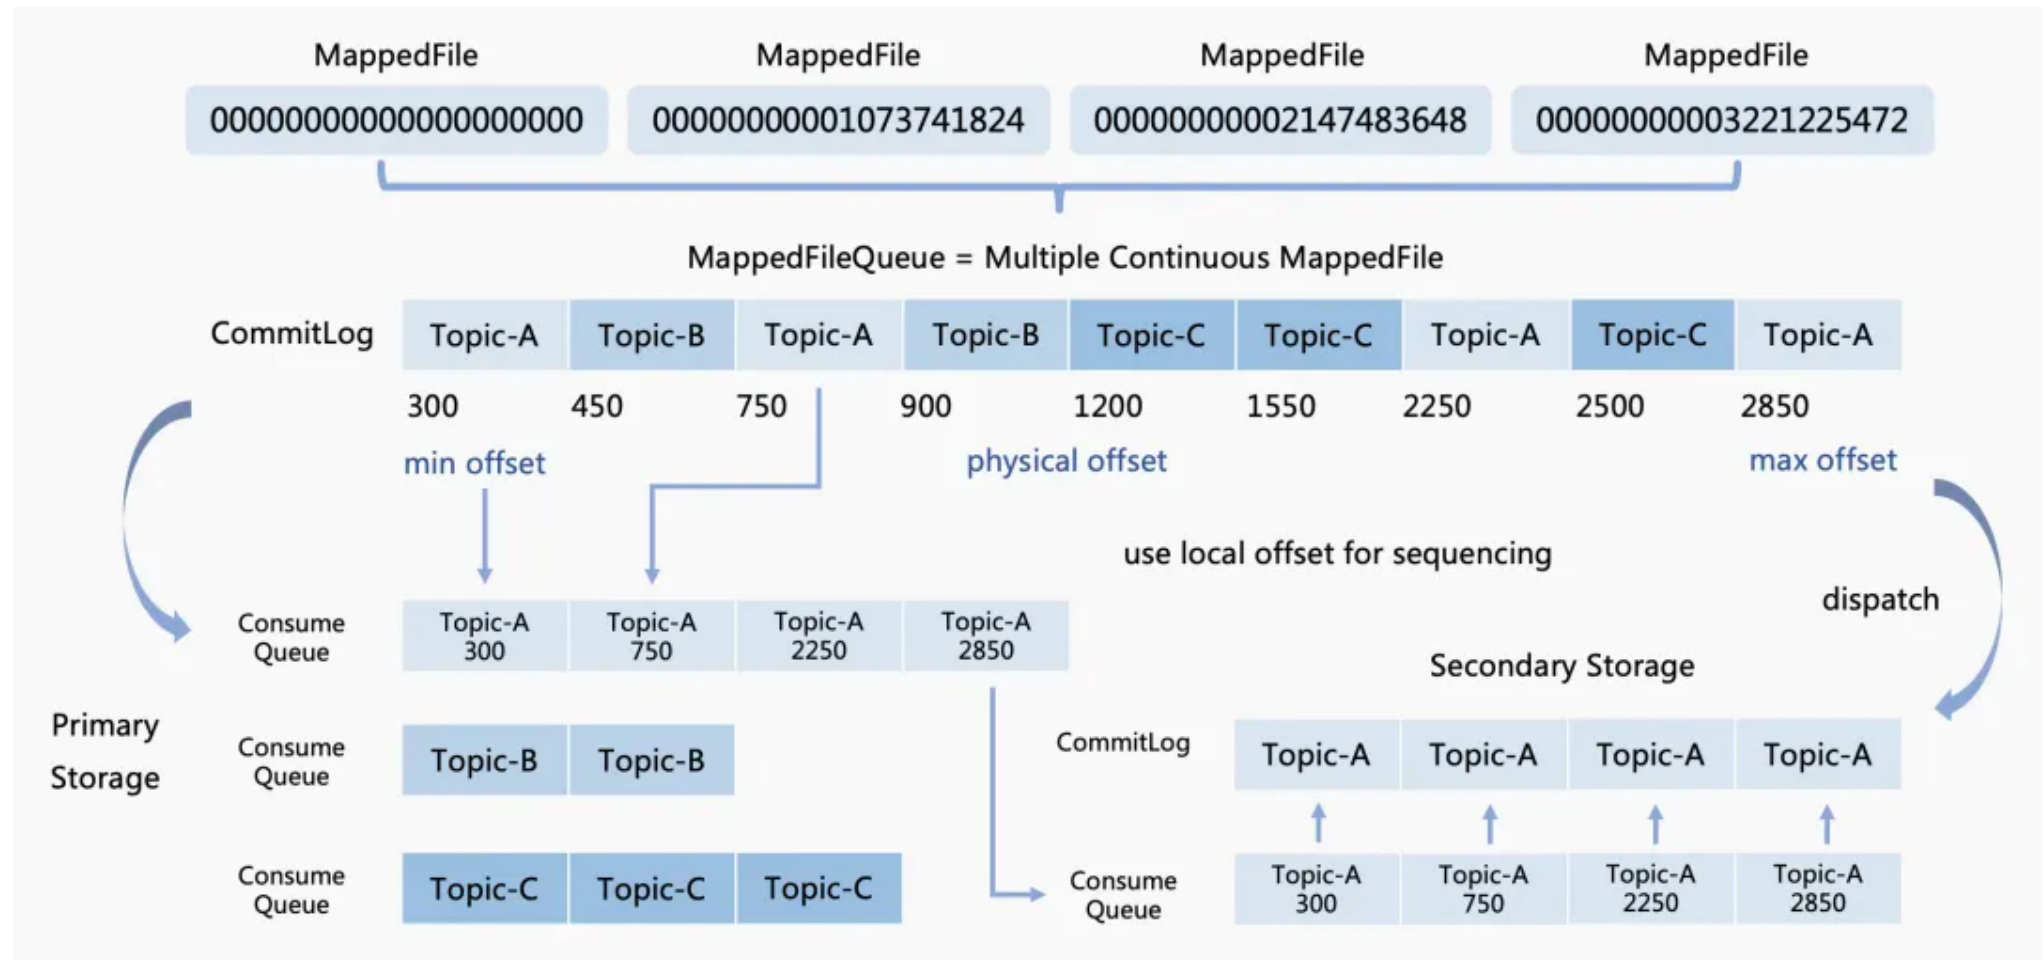 MappedFile MappedFile MappedFile MappedFile
00000000000000000000 00000000001073741824 00000000002147483648 00000000003221225472
MappedFileQueue = Multiple Continuous MappedFile
CommitLog Topic-A Topic-B Topic-A Topic-B Topic-C Topic-C Topic-A Topic-C Topic-A
300 450 750 900 1200 1550 2250 2500 2850
min offset physical offset max offset
use local offset for sequencing
dispatch
Consume Queue
Topic-A 300
Topic-A 750
Topic-A 2250
Topic-A 2850
Primary Storage
Consume Queue
Topic-B Topic-B
Consume Queue
Topic-C Topic-C Topic-C
Secondary Storage
CommitLog Topic-A Topic-A Topic-A Topic-A
Consume Queue
Topic-A 300
Topic-A 750
Topic-A 2250
Topic-A 2850